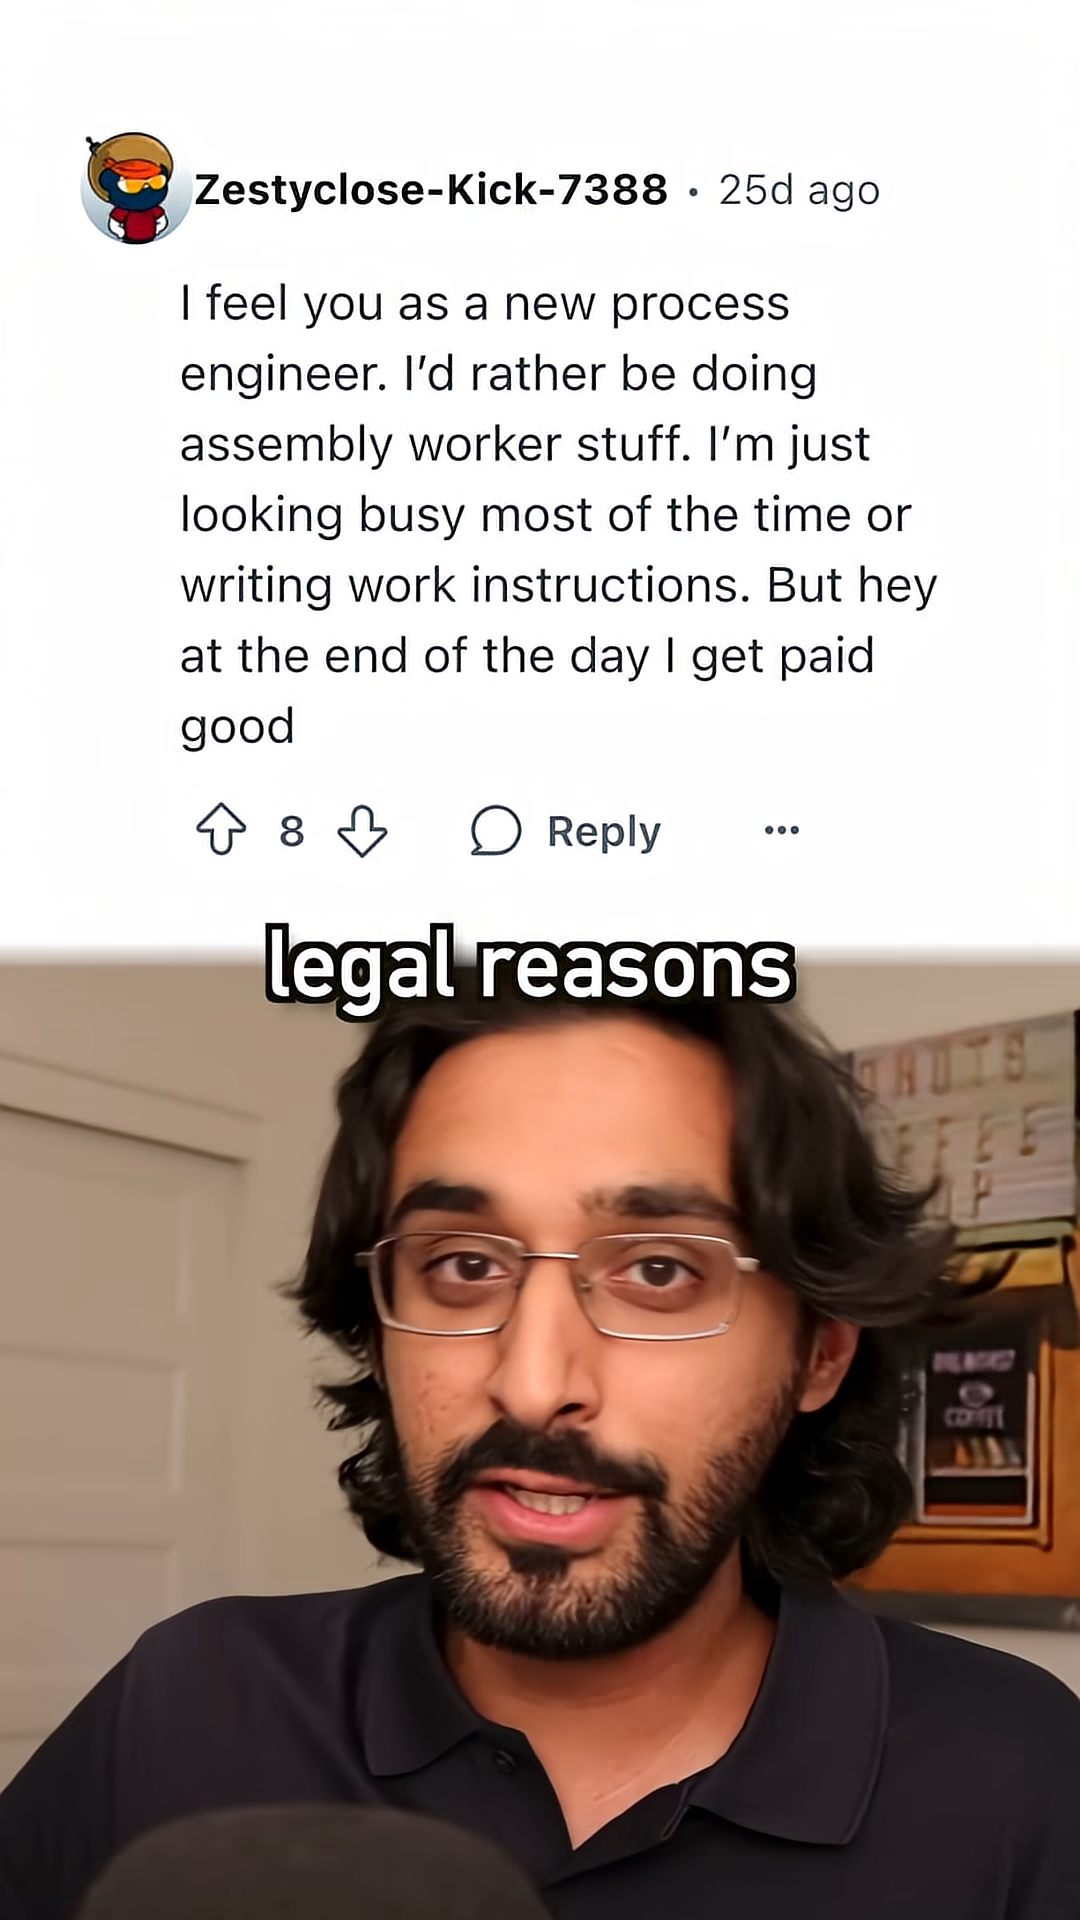 Zestyclose-Kick-7388 · 25d ago
I feel you as a new process
engineer. I’d rather be doing
assembly worker stuff. I’m just
looking busy most of the time or
writing work instructions. But hey
at the end of the day I get paid
good
8 Reply ...
legal reasons
COFFEE